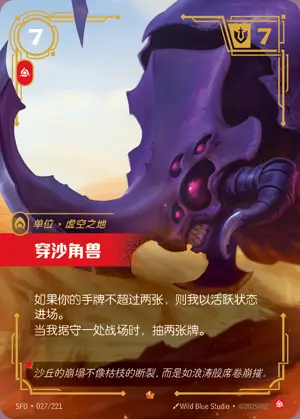 7
7
单位·虚空之地
穿沙角兽
如果你的手牌不超过两张，则我以活跃状态
进场。
当我据守一处战场时，抽两张牌。
沙丘的崩塌不像枯枝的断裂，而是如浪涛般席卷崩摧。
SFD • 027/221
Wild Blue Studio